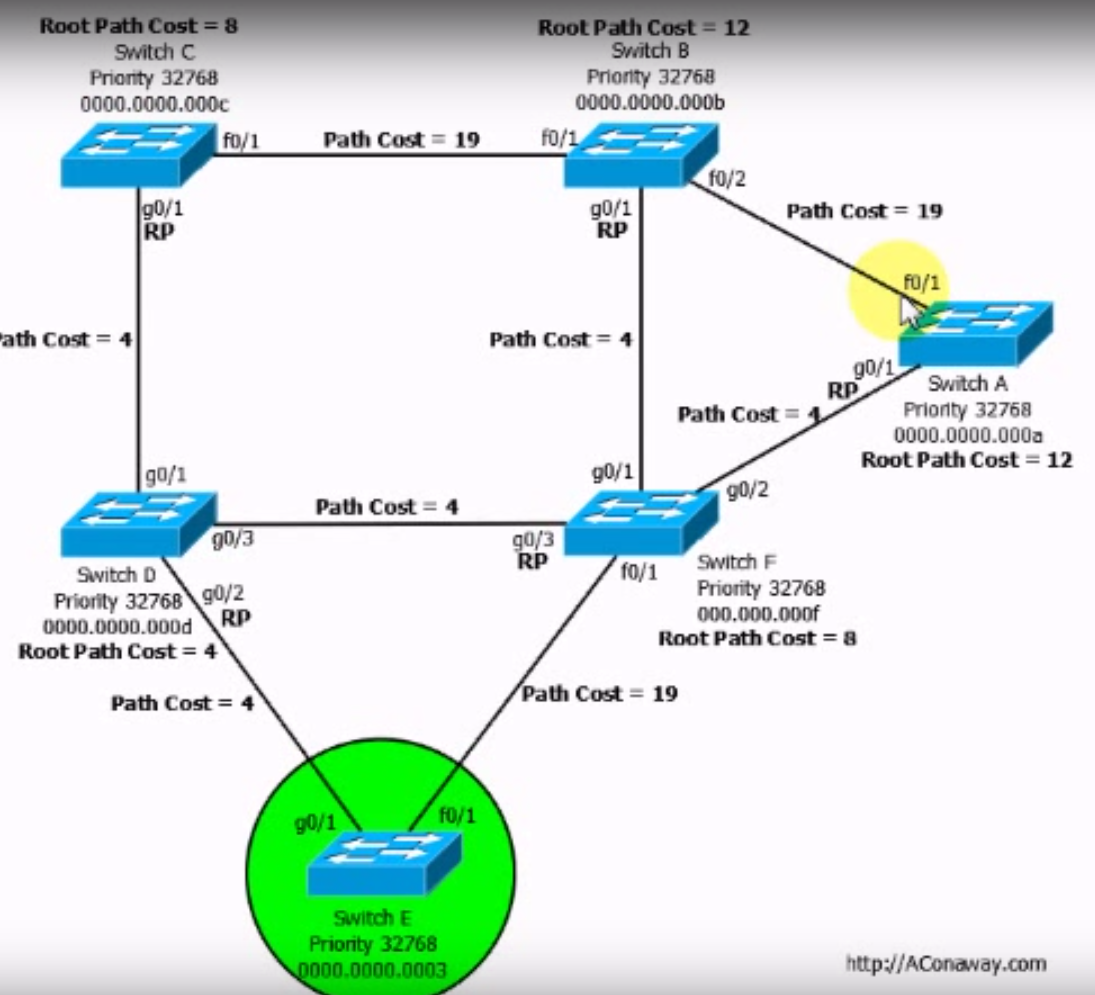 Root Path Cost = 8
Switch C
Priority 32768
0000.0000.000c
Root Path Cost = 12
Switch B
Priority 32768
0000.0000.000b
f0/1
Path Cost = 19
f0/1
f0/2
g0/1
RP
g0/1
RP
Path Cost = 19
f0/1
ath Cost = 4
Path Cost = 4
g0/1
RP
Switch A
Priority 32768
0000.0000.000a
Root Path Cost = 12
Path Cost = 4
g0/1
g0/1
g0/2
Path Cost = 4
g0/3
g0/3
RP
f0/1
Switch D
Priority 32768
0000.0000.000d
Root Path Cost = 4
g0/2
RP
Switch F
Priority 32768
000.000.000f
Root Path Cost = 8
Path Cost = 4
Path Cost = 19
g0/1
f0/1
Switch E
Priority 32768
0000.0000.0003
http://AConaway.com